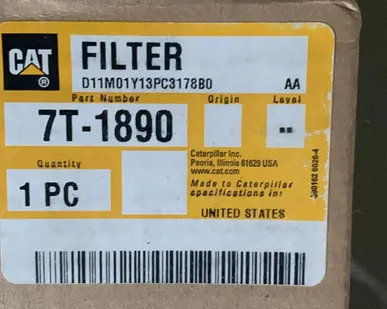 CAT
®
FILTER
D11M01Y13PC3178B0 AA
Part Number Origin Level
7T-1890 --
Quantity
1 PC
Caterpillar Inc.
Peoria, Illinois 61629 USA
www.cat.com
Made to Caterpillar
specifications in:
UNITED STATES